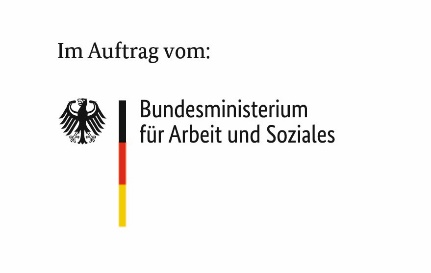 Im Auftrag vom:
Bundesministerium
für Arbeit und Soziales